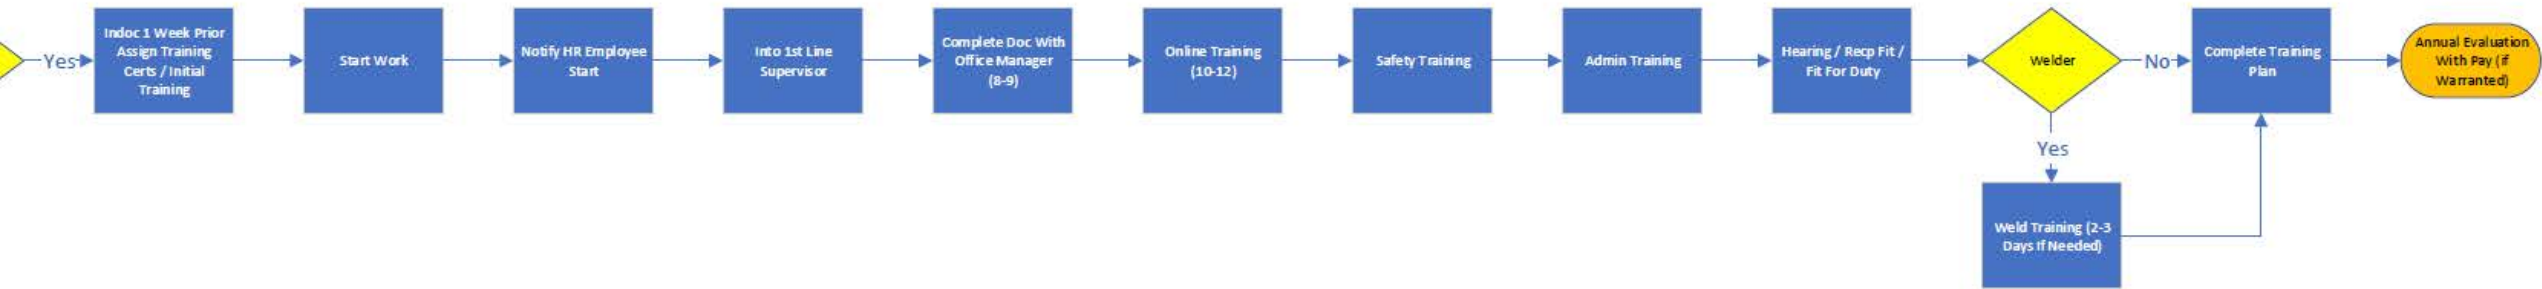 Yes
Indoc 1 Week Prior
Assign Training
Certs / Initial
Training
Start Work
Notify HR Employee
Start
Into 1st Line
Supervisor
Complete Doc With
Office Manager
(8-9)
Online Training
(10-12)
Safety Training
Admin Training
Hearing / Recp Fit /
Fit For Duty
Welder
No
Complete Training
Plan
Annual Evaluation
With Pay (if
Warranted)
Yes
Weld Training (2-3
Days If Needed)